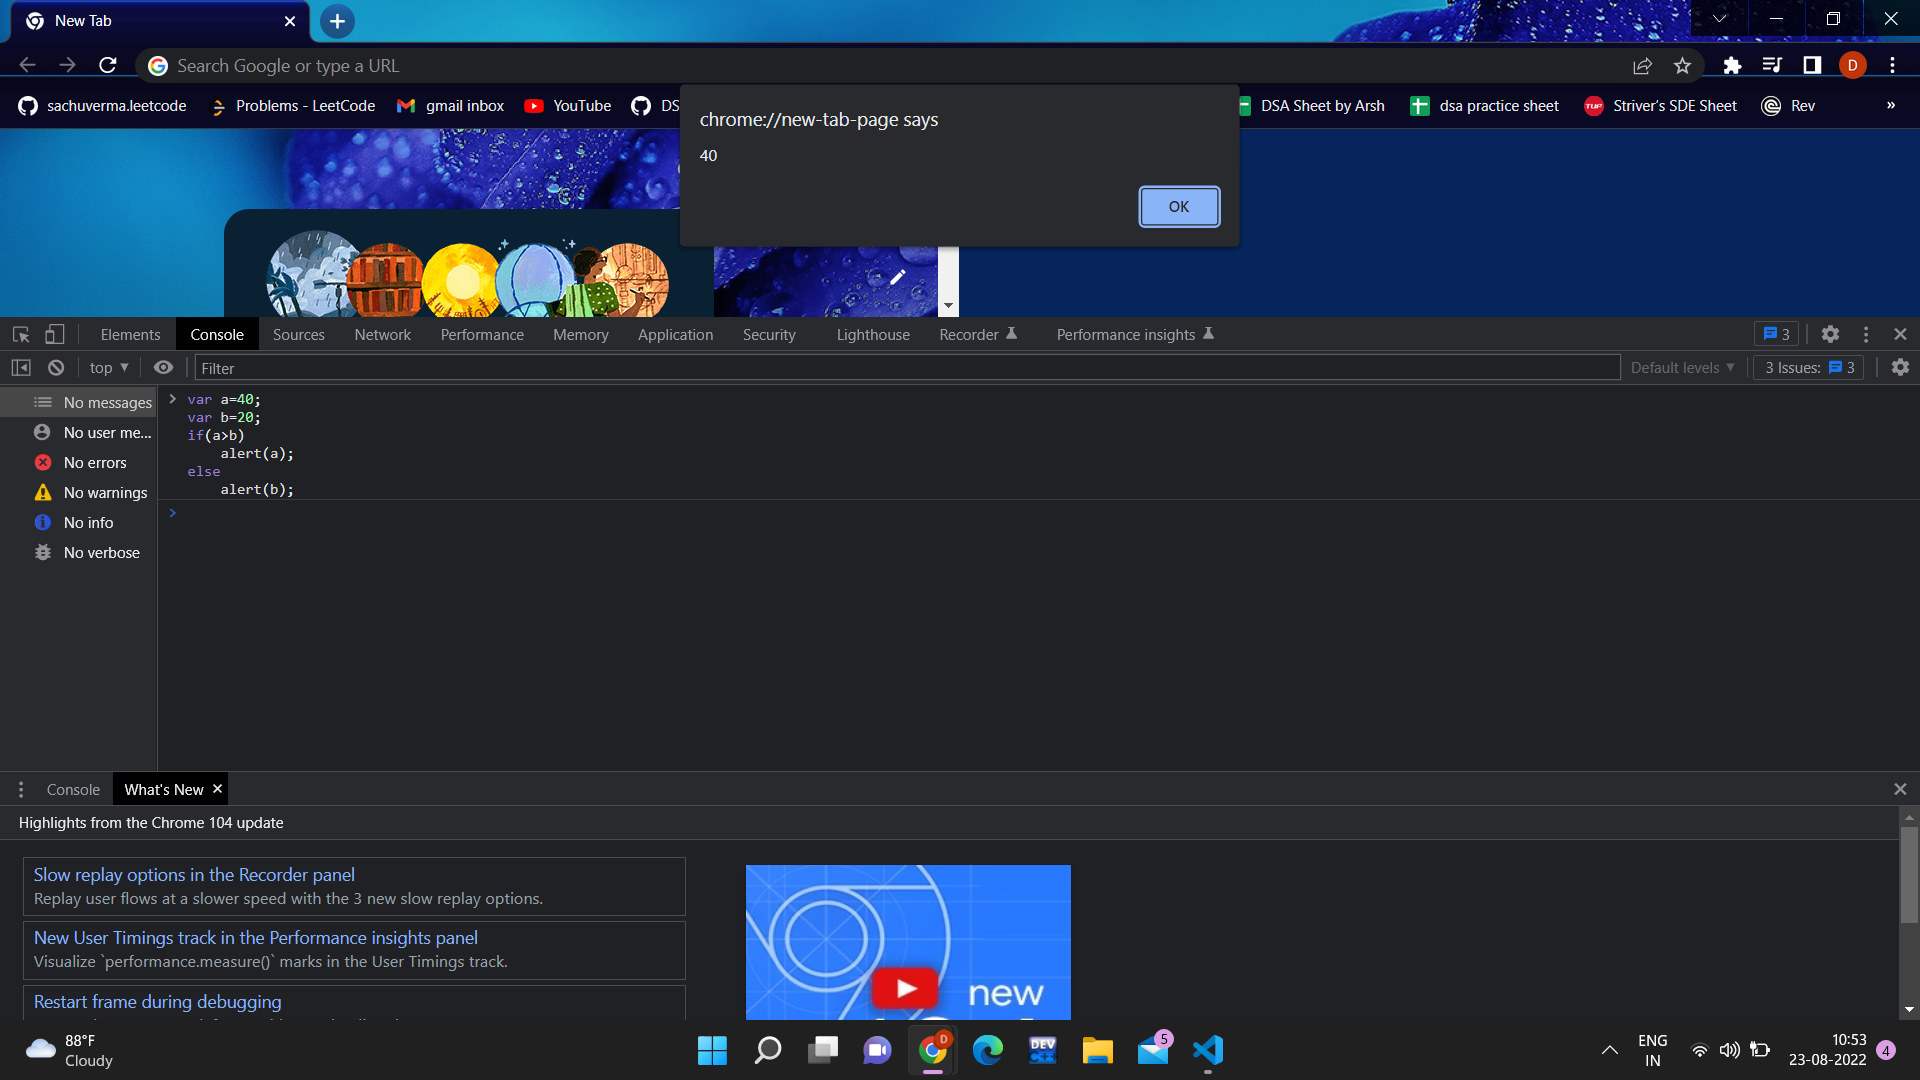 New Tab
Search Google or type a URL
D
sachuverma.leetcode
Problems - LeetCode
gmail inbox
YouTube
DS
DSA Sheet by Arsh
dsa practice sheet
TUF
Striver's SDE Sheet
Rev
»
chrome://new-tab-page says
40
OK
Elements
Console
Sources
Network
Performance
Memory
Application
Security
Lighthouse
Recorder
Performance insights
3
top
Filter
Default levels
3 Issues: 3
No messages
No user me...
No errors
No warnings
No info
No verbose
var a=40;
var b=20;
if(a>b)
alert(a);
else
alert(b);
Console
What's New
Highlights from the Chrome 104 update
Slow replay options in the Recorder panel
Replay user flows at a slower speed with the 3 new slow replay options.
New User Timings track in the Performance insights panel
Visualize `performance.measure()` marks in the User Timings track.
Restart frame during debugging
new
88°F
Cloudy
D
DEV
5
ENG
IN
10:53
23-08-2022
4